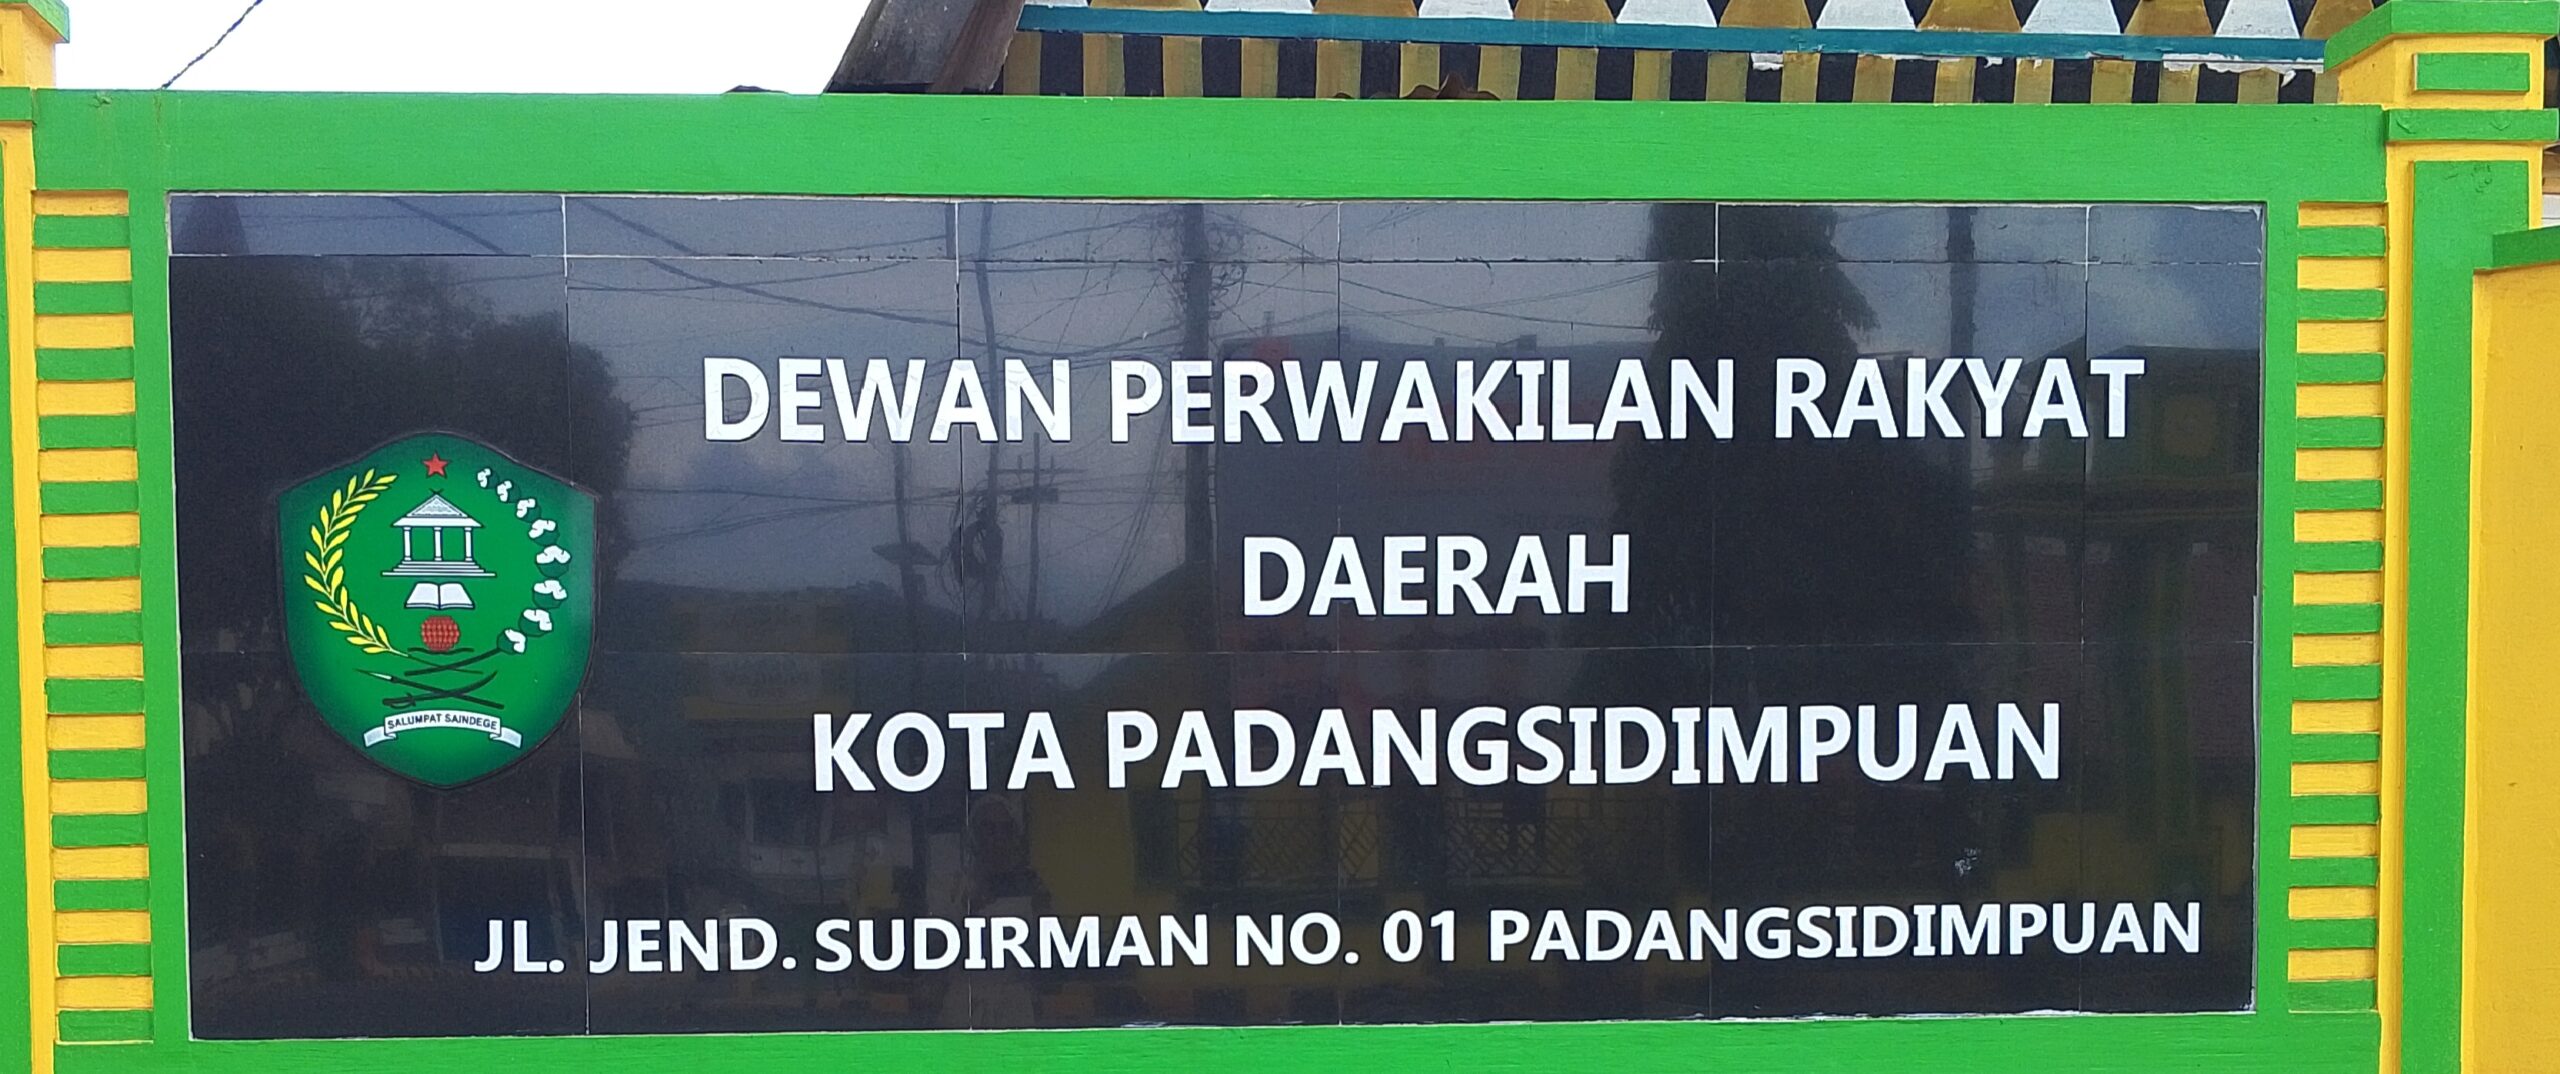 DEWAN PERWAKILAN RAKYAT
DAERAH
KOTA PADANGSIDIMPUAN
JL. JEND. SUDIRMAN NO. 01 PADANGSIDIMPUAN
SALUMPAT SAINDEGE